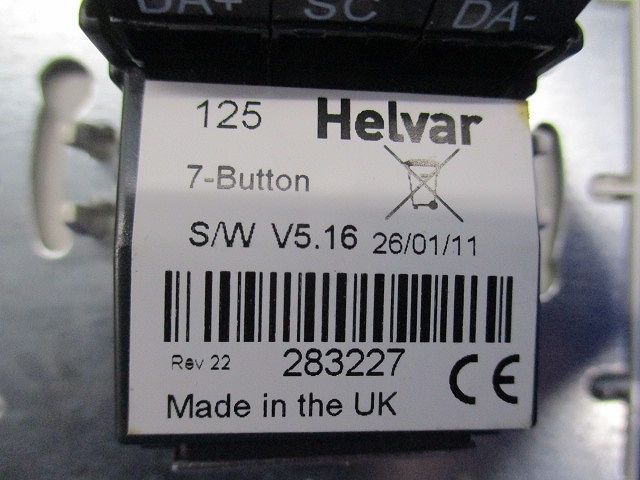 DA+ SC DA-
125 Helvar
7-Button
S/W V5.16 26/01/11
Rev 22 283227
CE
Made in the UK